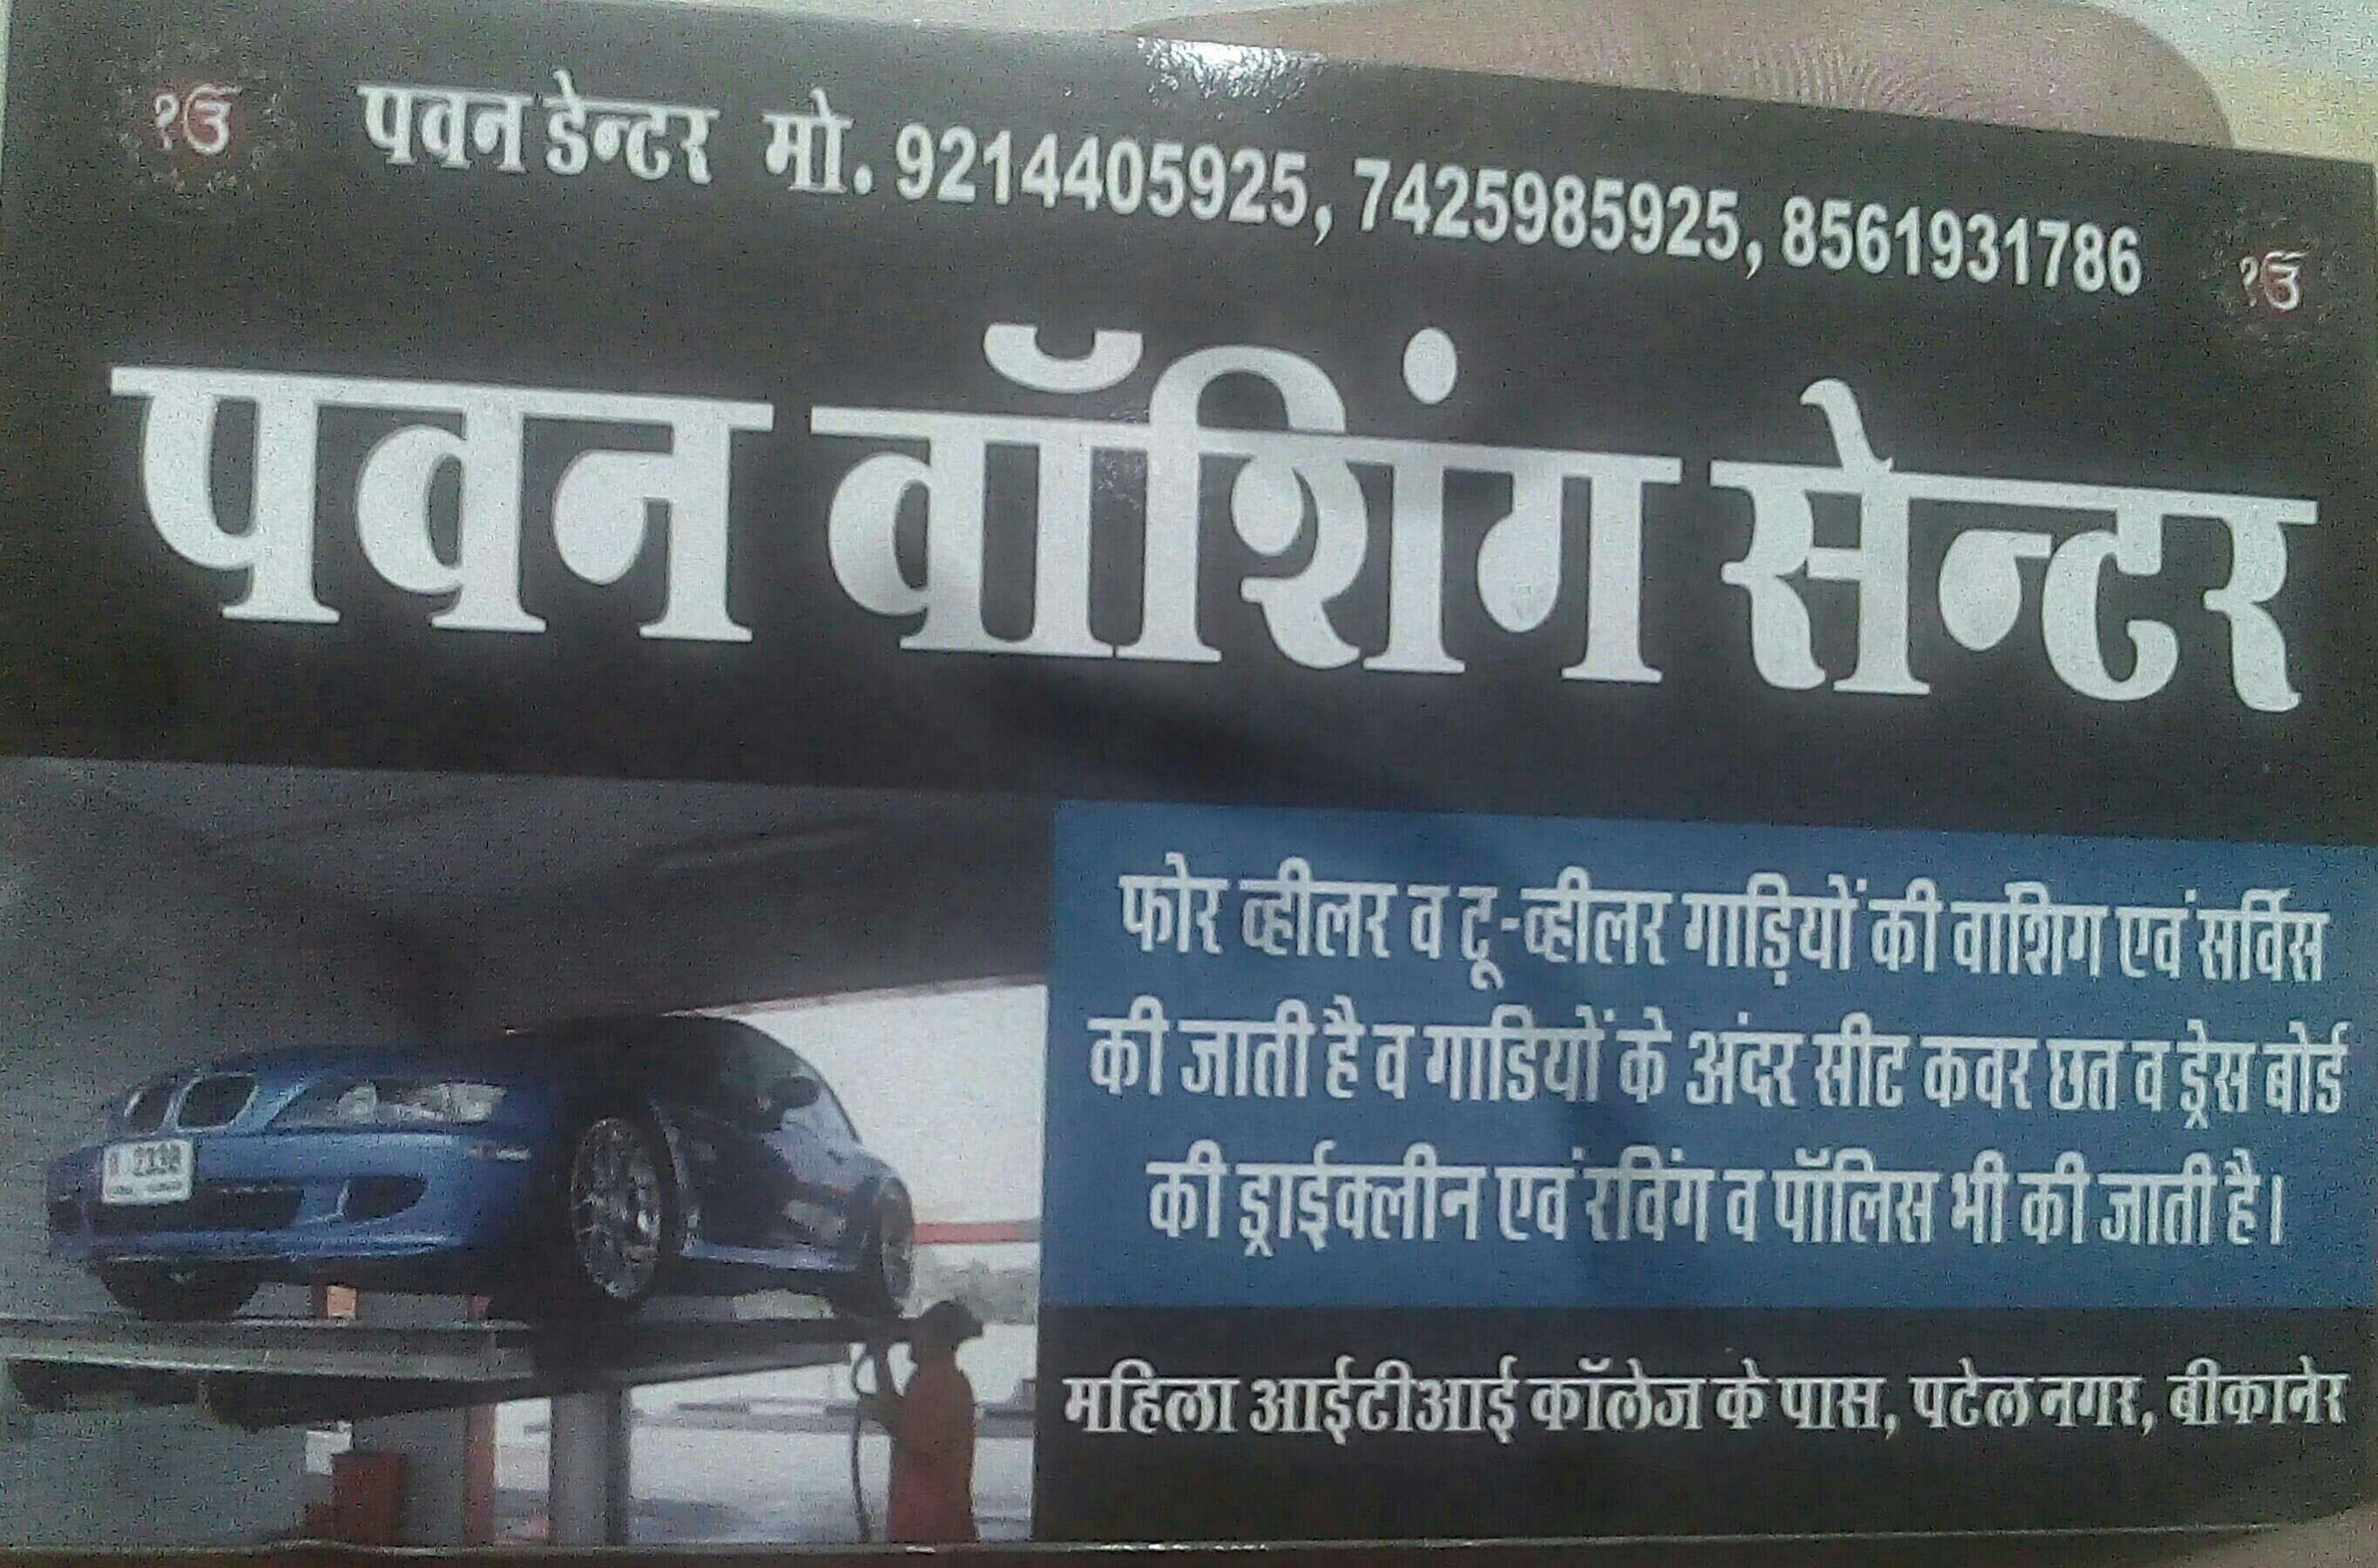 ੴ पवन डेन्टर मो. 9214405925, 7425985925, 8561931786 ੴ
पवन वॉशिंग सेन्टर
फोर व्हीलर व टू-व्हीलर गाड़ियों की वाशिंग एवं सर्विस
की जाती है व गाडियों के अंदर सीट कवर छत व ड्रेस बोर्ड
की ड्राईक्लीन एवं रंविंग व पॉलिस भी की जाती है।
महिला आईटीआई कॉलेज के पास, पटेल नगर, बीकानेर